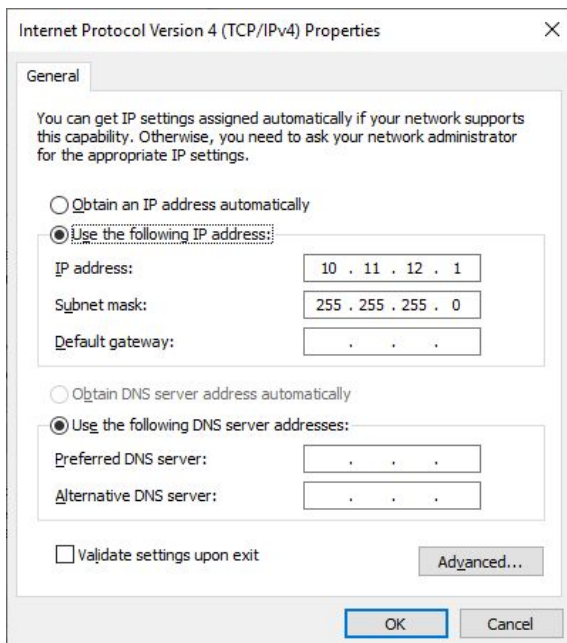 Internet Protocol Version 4 (TCP/IPv4) Properties
General
You can get IP settings assigned automatically if your network supports
this capability. Otherwise, you need to ask your network administrator
for the appropriate IP settings.
Obtain an IP address automatically
Use the following IP address:
IP address: 10 . 11 . 12 . 1
Subnet mask: 255 . 255 . 255 . 0
Default gateway: . . .
Obtain DNS server address automatically
Use the following DNS server addresses:
Preferred DNS server: . . .
Alternative DNS server: . . .
Validate settings upon exit
Advanced...
OK Cancel